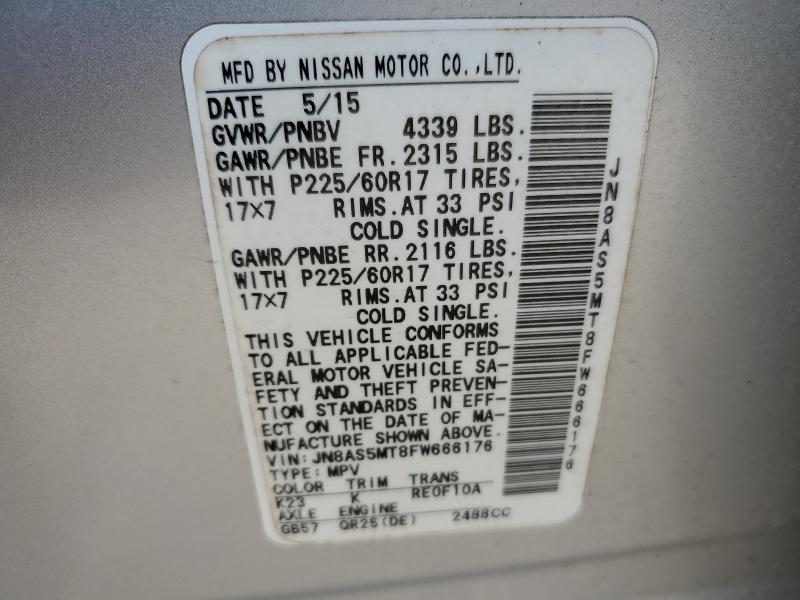 MFD BY NISSAN MOTOR CO.,LTD.
DATE 5/15
GVWR/PNBV 4339 LBS.
GAWR/PNBE FR. 2315 LBS.
WITH P225/60R17 TIRES,
17×7 RIMS. AT 33 PSI
COLD SINGLE.
GAWR/PNBE RR. 2116 LBS.
WITH P225/60R17 TIRES,
17×7 RIMS. AT 33 PSI
COLD SINGLE.
THIS VEHICLE CONFORMS
TO ALL APPLICABLE FED-
ERAL MOTOR VEHICLE SA-
FETY AND THEFT PREVEN-
TION STANDARDS IN EFF-
ECT ON THE DATE OF MA-
NUFACTURE SHOWN ABOVE.
VIN: JN8AS5MT8FW666176
TYPE: MPV
COLOR TRIM TRANS
K23 K RE0F10A
AXLE ENGINE
GB57 QR25(DE) 2488CC
JN8AS5MT8FW666176